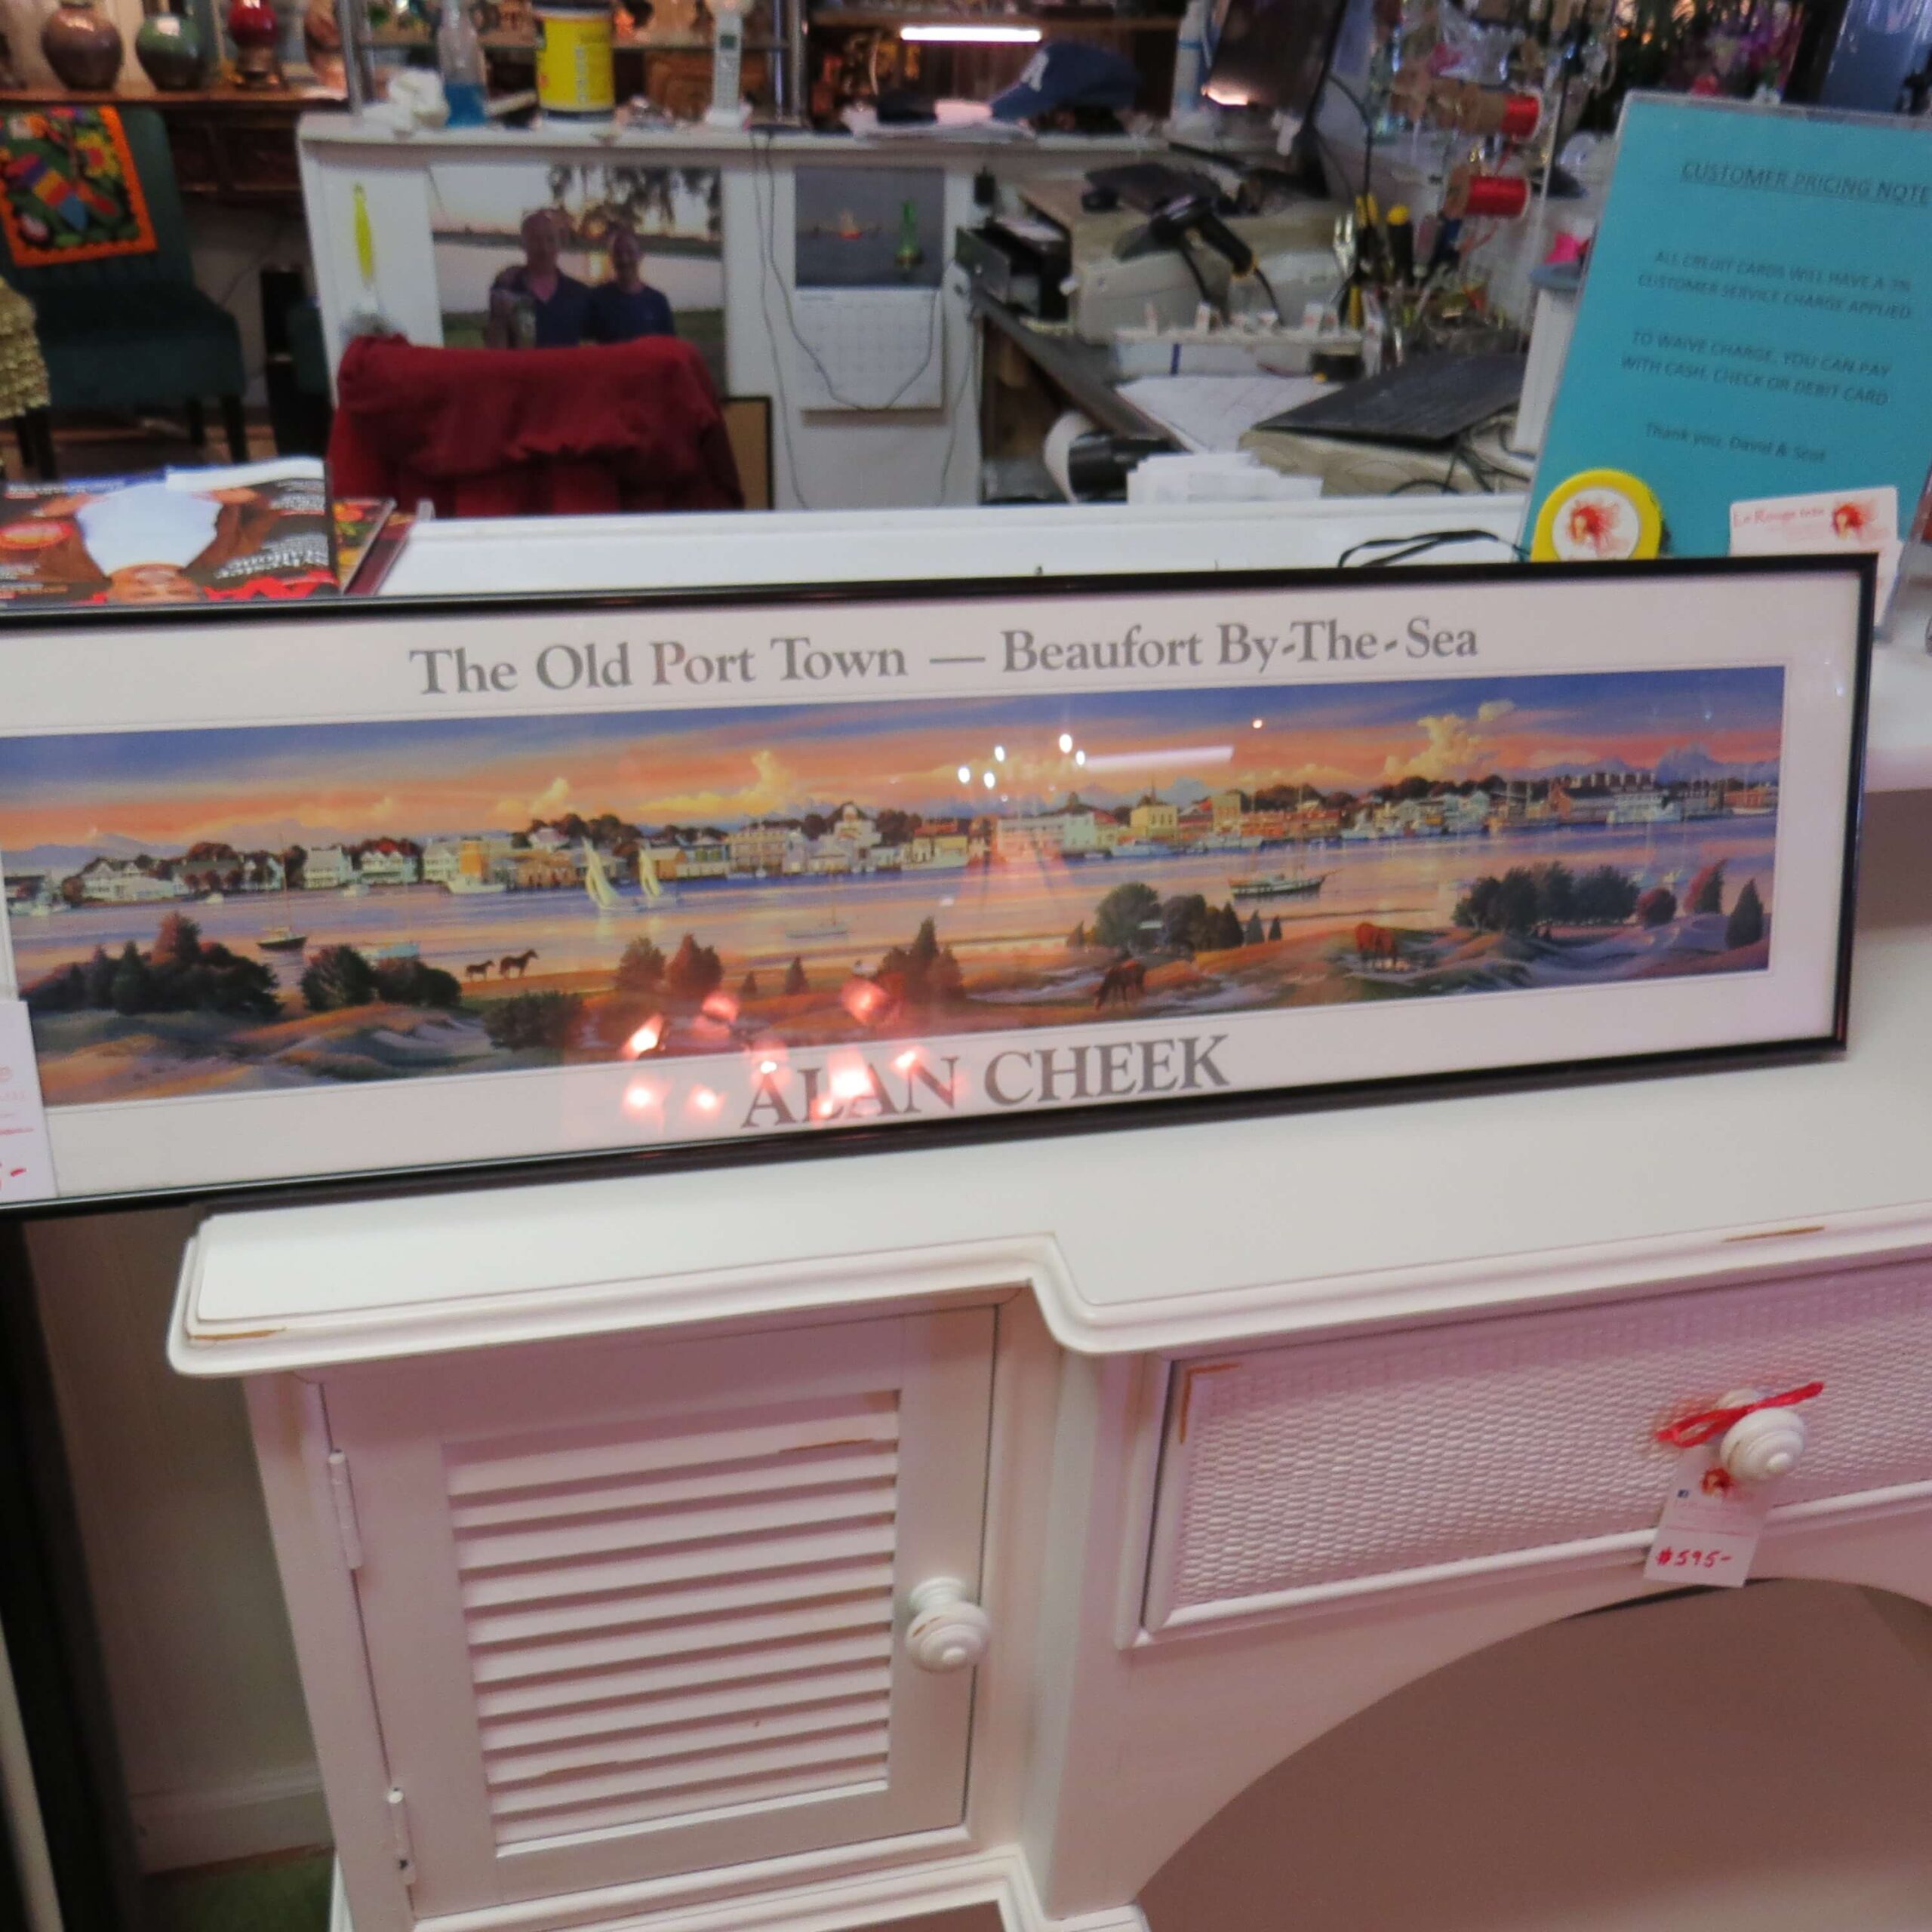 CUSTOMER PRICING NOTE
ALL CREDIT CARDS WILL HAVE A 3%
CUSTOMER SERVICE CHARGE APPLIED.
TO WAIVE CHARGE, YOU CAN PAY
WITH CASH, CHECK OR DEBIT CARD
Thank you, David &
La Rouge
The Old Port Town — Beaufort By-The-Sea
ALAN CHEEK
$595-